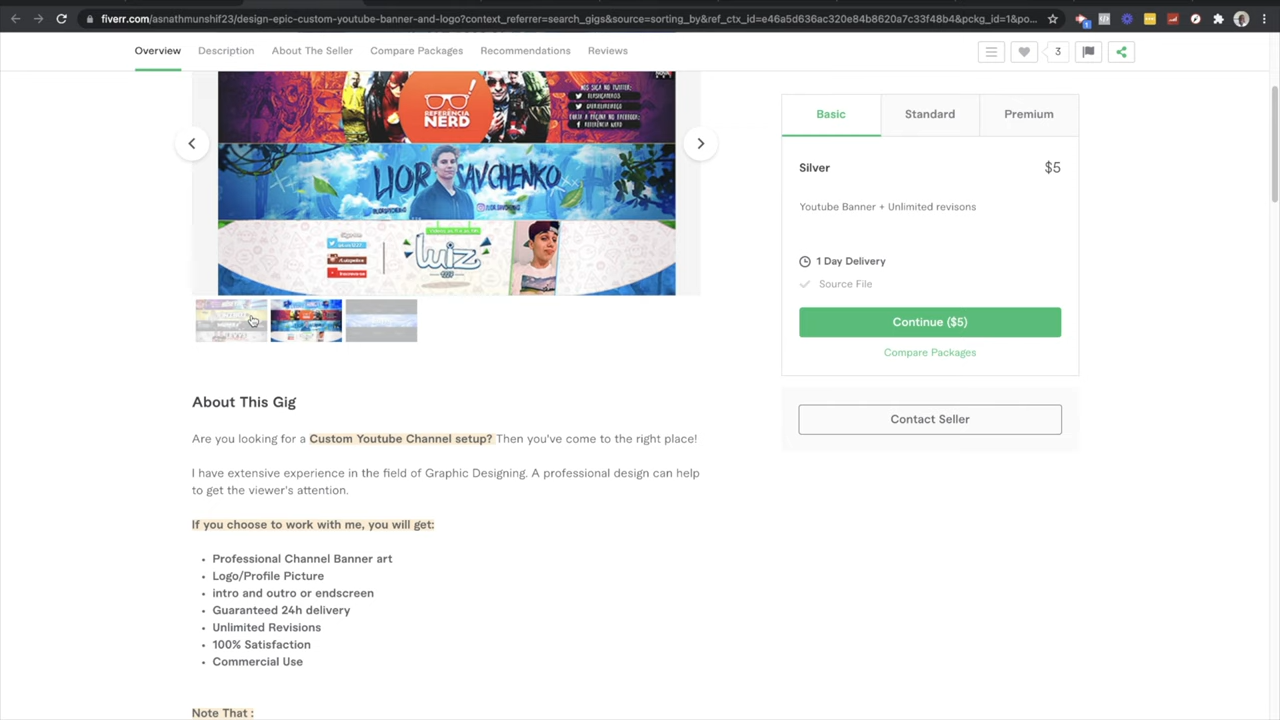 fiverr.com/asnathmunshif23/design-epic-custom-youtube-banner-and-logo?context_referrer=search_gigs&source=sorting_by&ref_ctx_id=e46a5d636ac320e84b8620a7c33f48b4&pckg_id=1&po...
Overview
Description
About The Seller
Compare Packages
Recommendations
Reviews
3
REFERÊNCIA
NERD
LIOR SAVCHENKO
luiz
Basic
Standard
Premium
Silver
$5
Youtube Banner + Unlimited revisons
1 Day Delivery
Source File
Continue ($5)
Compare Packages
Contact Seller
About This Gig
Are you looking for a Custom Youtube Channel setup? Then you've come to the right place!
I have extensive experience in the field of Graphic Designing. A professional design can help
to get the viewer's attention.
If you choose to work with me, you will get:
• Professional Channel Banner art
• Logo/Profile Picture
• intro and outro or endscreen
• Guaranteed 24h delivery
• Unlimited Revisions
• 100% Satisfaction
• Commercial Use
Note That :